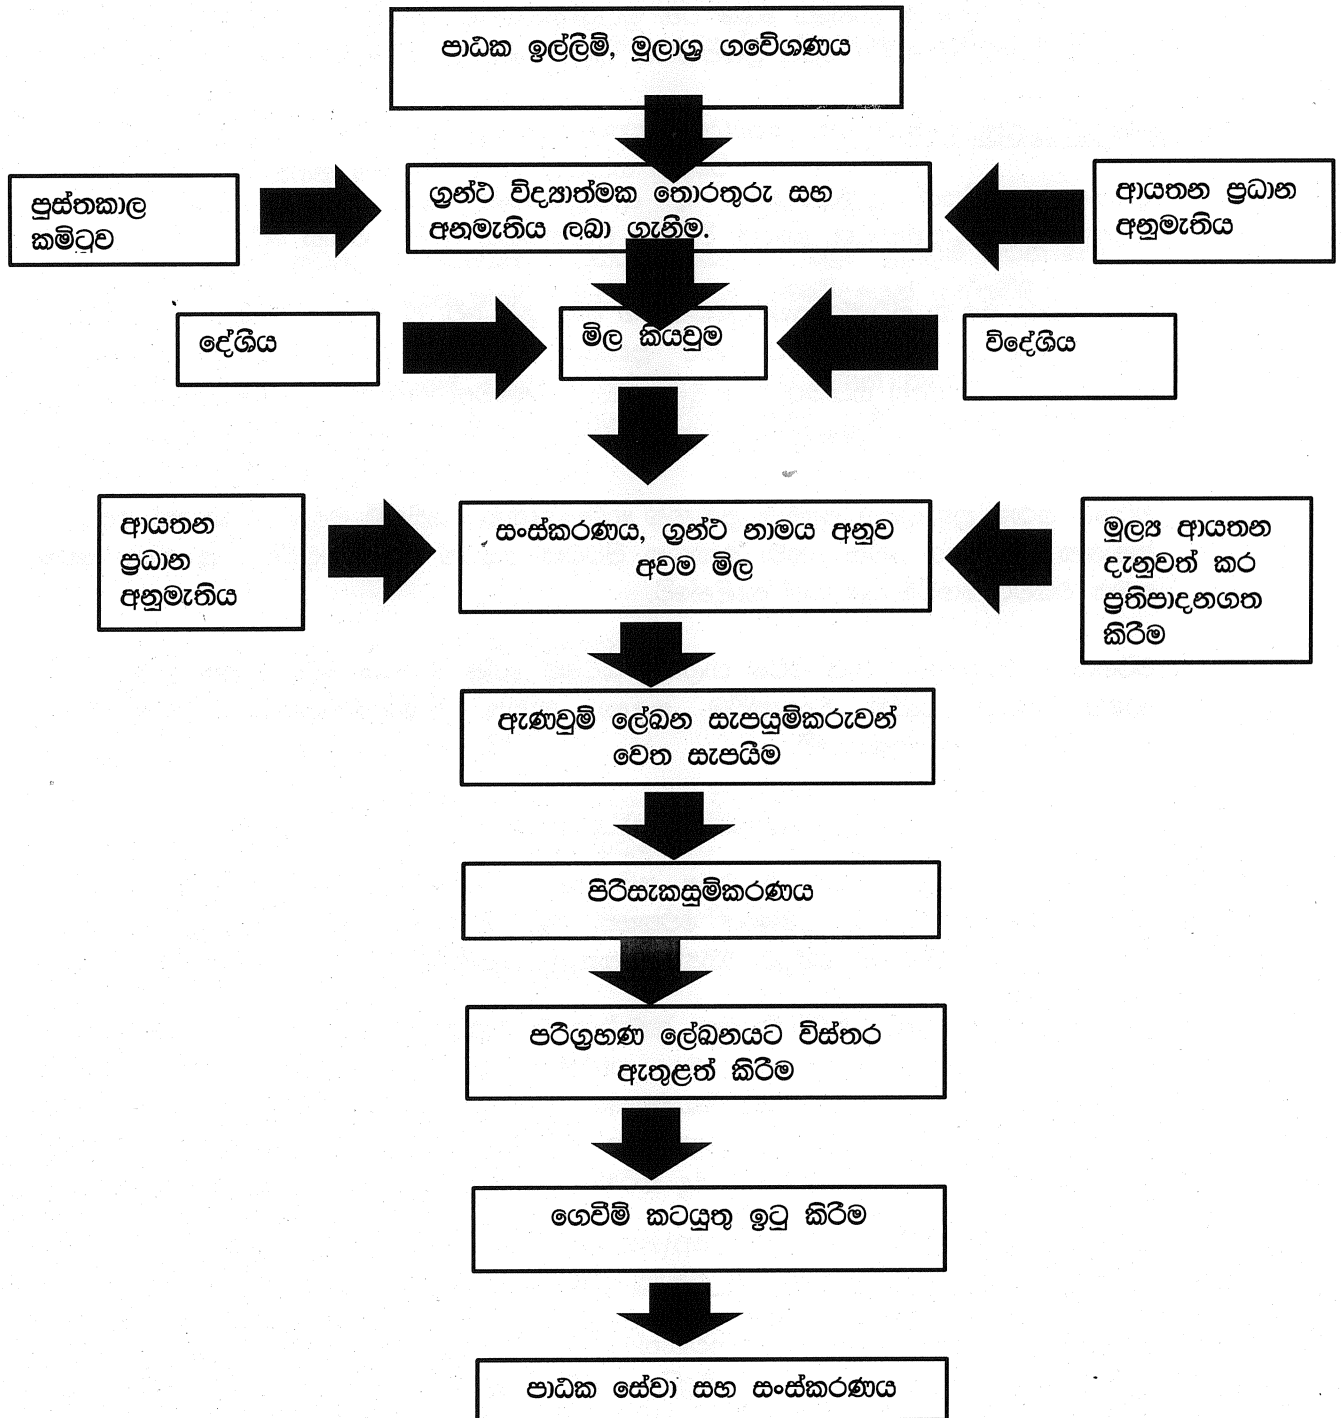 පාඨක ඉල්ලීම්, මූලාශ්‍ර ගවේශණය
පුස්තකාල
කමිටුව
ග්‍රන්ථ විද්‍යාත්මක තොරතුරු සහ
අනුමැතිය ලබා ගැනීම.
ආයතන ප්‍රධාන
අනුමැතිය
දේශීය
මිල කියවුම
විදේශීය
ආයතන
ප්‍රධාන
අනුමැතිය
සංස්කරණය, ග්‍රන්ථ නාමය අනුව
අවම මිල
මූල්‍ය ආයතන
දැනුවත් කර
ප්‍රතිපාදනගත
කිරීම
ඇණවුම් ලේඛන සැපයුම්කරුවන්
වෙත සැපයීම
පිරිසැකසුම්කරණය
පරිග්‍රහණ ලේඛනයට විස්තර
ඇතුළත් කිරීම
ගෙවීම් කටයුතු ඉටු කිරීම
පාඨක සේවා සහ සංස්කරණය